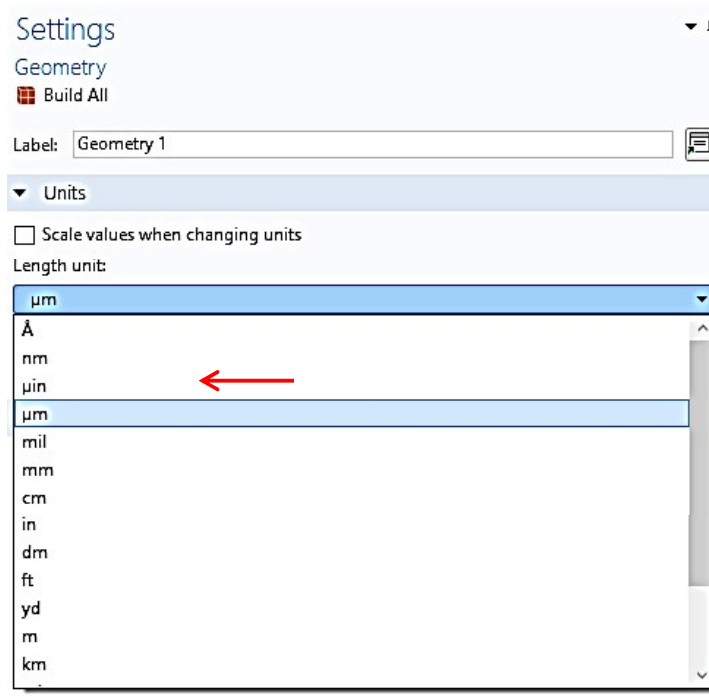 Settings
Geometry
Build All
Label: Geometry 1
Units
Scale values when changing units
Length unit:
µm
Å
nm
µin
µm
mil
mm
cm
in
dm
ft
yd
m
km